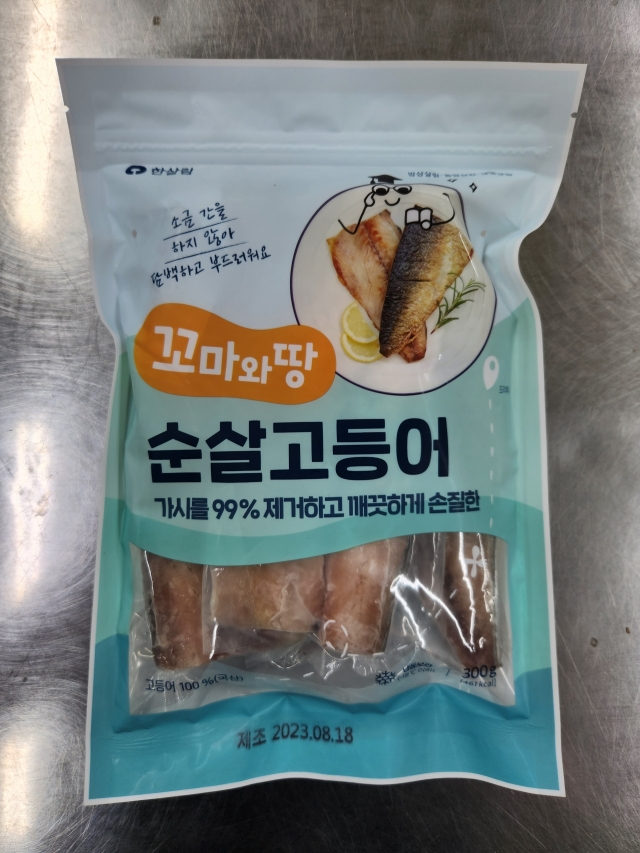 한살림
소금 간을
하지 않아
담백하고 부드러워요
꼬마와땅
순살고등어
가시를 99% 제거하고 깨끗하게 손질한
고등어 100 %(국산)
300g
제조 2023.08.18